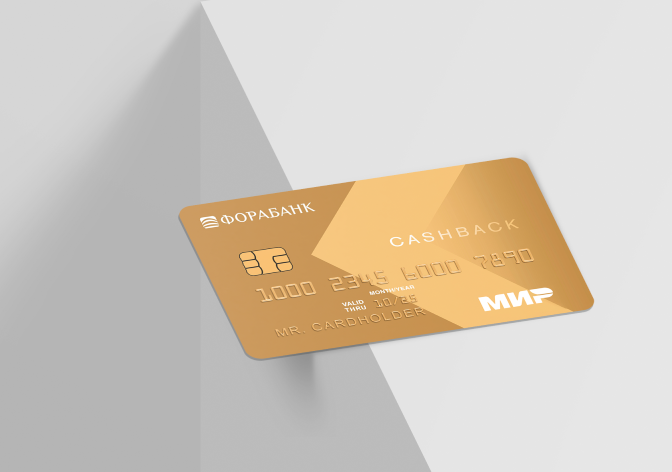 ФОРАБАНК
CASHBACK
1000 2345 6000 7890
MONTH/YEAR
VALID THRU 10/25
MR. CARDHOLDER
МИР